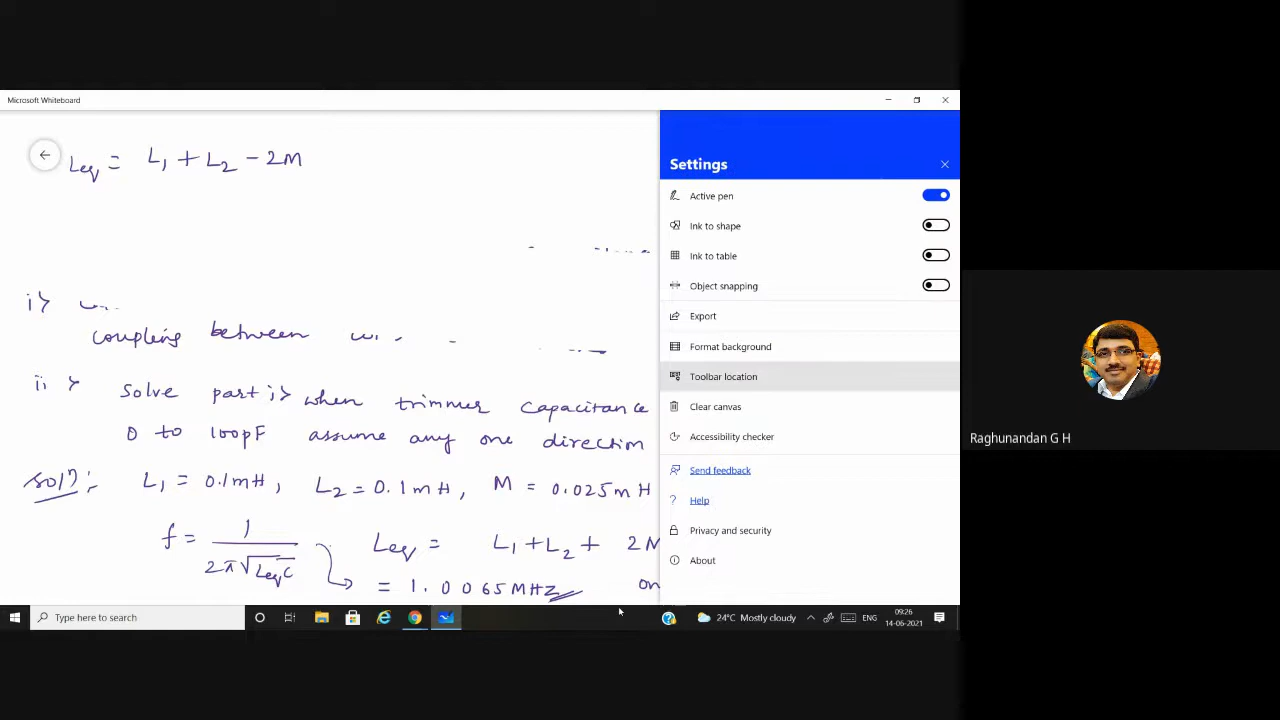 Microsoft Whiteboard
Leq = L1 + L2 - 2M
i>
coupling between
ii> Solve part i> when trimmer capacitance
0 to 100pF assume any one direction
Soln:- L1 = 0.1mH, L2 = 0.1mH, M = 0.025mH
f = 1 / 2π√LeqC Leq = L1 + L2 + 2M
= 1.0065MHz
Settings
Active pen
Ink to shape
Ink to table
Object snapping
Export
Format background
Toolbar location
Clear canvas
Accessibility checker
Send feedback
Help
Privacy and security
About
Type here to search
24°C Mostly cloudy
ENG
09:26
14-06-2021
Raghunandan G H